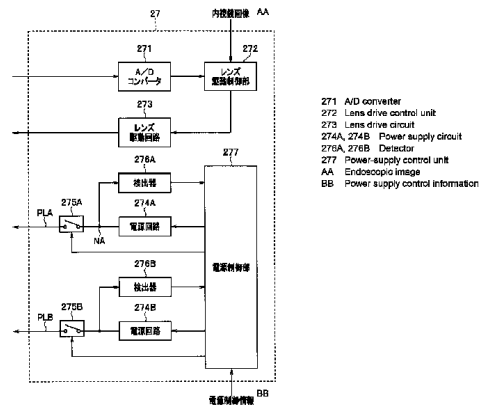 内視鏡画像 AA
27
271
272
A/D
コンバータ
レンズ
駆動制御部
273
レンズ
駆動回路
276A
277
検出器
275A
274A
PLA
電源回路
NA
276B
電源制御部
検出器
275B
274B
PLB
電源回路
電源制御情報 BB
271 A/D converter
272 Lens drive control unit
273 Lens drive circuit
274A, 274B Power supply circuit
276A, 276B Detector
277 Power-supply control unit
AA Endoscopic image
BB Power supply control information